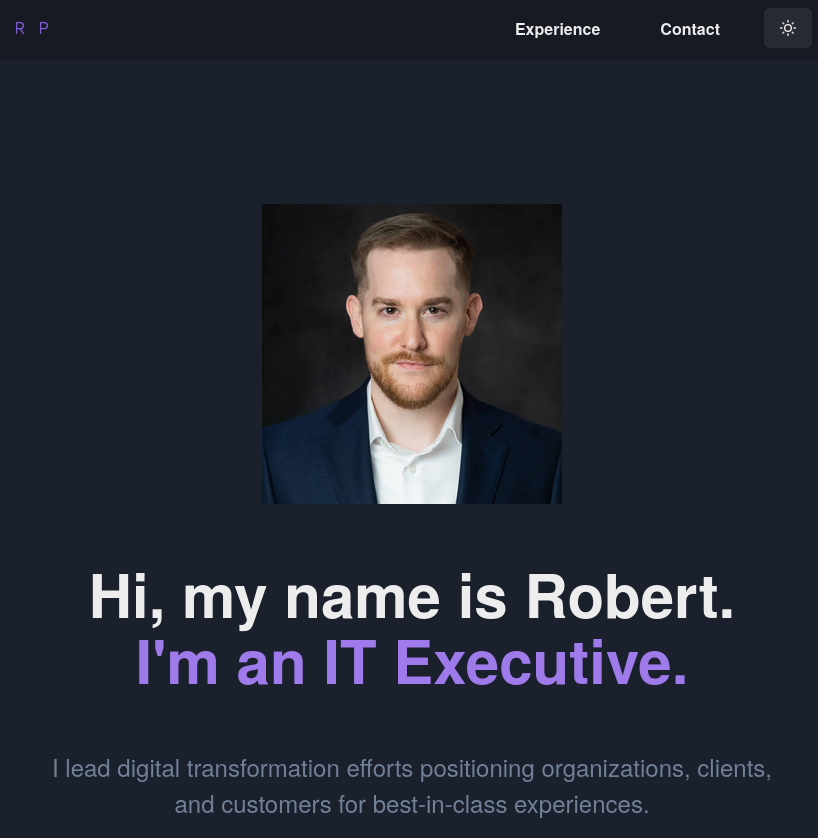 R P
Experience Contact
Hi, my name is Robert.
I'm an IT Executive.
I lead digital transformation efforts positioning organizations, clients,
and customers for best-in-class experiences.